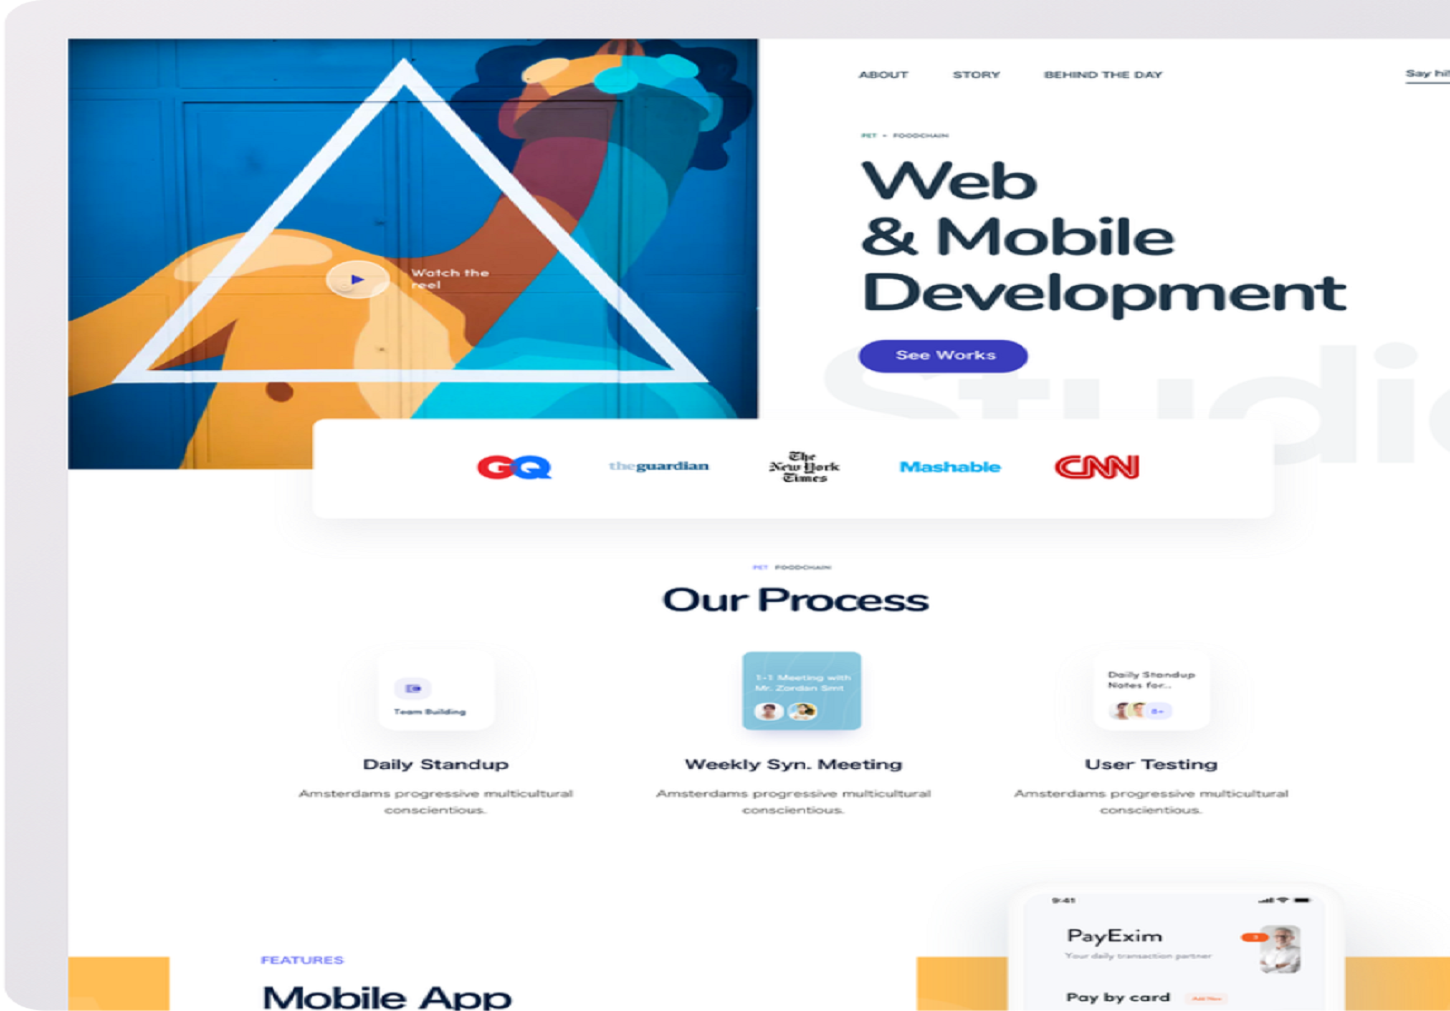 ABOUT STORY BEHIND THE DAY
Say hi!
PET • FOODCHAIN
Web
& Mobile
Development
Watch the
reel
See Works
Studio
GQ
theguardian
The
New York
Times
Mashable
CNN
PET FOODCHAIN
Our Process
Team Building
1-1 Meeting with
Mr. Zordan Smt
Daily Standup
Notes for...
8+
Daily Standup
Weekly Syn. Meeting
User Testing
Amsterdams progressive multicultural
conscientious.
Amsterdams progressive multicultural
conscientious.
Amsterdams progressive multicultural
conscientious.
9:41
PayExim
Your daily transaction partner
FEATURES
Mobile App
Pay by card
Add New